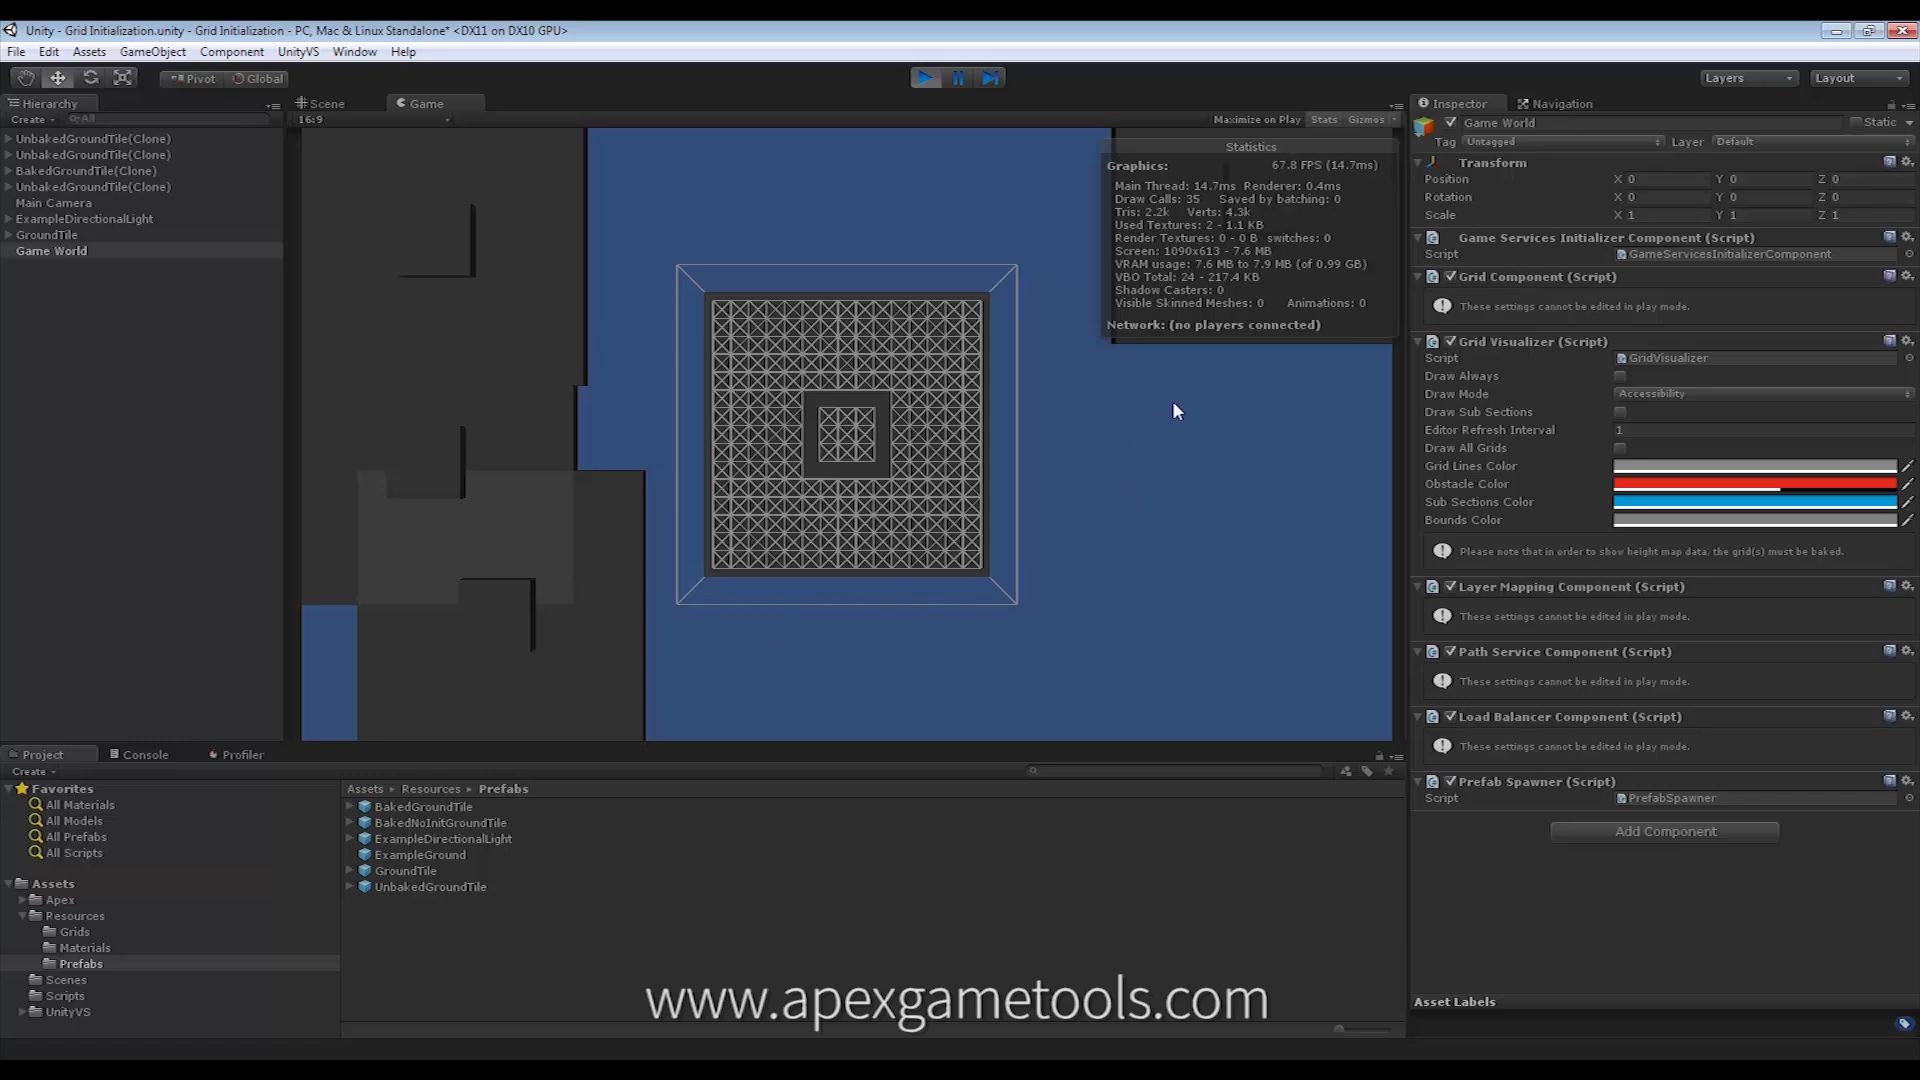 Unity - Grid Initialization.unity - Grid Initialization - PC, Mac & Linux Standalone* <DX11 on DX10 GPU>
File Edit Assets GameObject Component UnityVS Window Help
Pivot Global Layers Layout
Hierarchy Scene Game Inspector Navigation
Create All 16:9 Maximize on Play Stats Gizmos
UnbakedGroundTile(Clone)
UnbakedGroundTile(Clone)
BakedGroundTile(Clone)
UnbakedGroundTile(Clone)
Main Camera
ExampleDirectionalLight
GroundTile
Game World
Statistics
Graphics: 67.8 FPS (14.7ms)
Main Thread: 14.7ms Renderer: 0.4ms
Draw Calls: 35 Saved by batching: 0
Tris: 2.2k Verts: 4.3k
Used Textures: 2 - 1.1 KB
Render Textures: 0 - 0 B switches: 0
Screen: 1090x613 - 7.6 MB
VRAM usage: 7.6 MB to 7.9 MB (of 0.99 GB)
VBO Total: 24 - 217.4 KB
Shadow Casters: 0
Visible Skinned Meshes: 0 Animations: 0
Network: (no players connected)
Game World Static
Tag Untagged Layer Default
Transform
Position X 0 Y 0 Z 0
Rotation X 0 Y 0 Z 0
Scale X 1 Y 1 Z 1
Game Services Initializer Component (Script)
Script GameServicesInitializerComponent
Grid Component (Script)
These settings cannot be edited in play mode.
Grid Visualizer (Script)
Script GridVisualizer
Draw Always
Draw Mode Accessibility
Draw Sub Sections
Editor Refresh Interval 1
Draw All Grids
Grid Lines Color
Obstacle Color
Sub Sections Color
Bounds Color
Please note that in order to show height map data, the grid(s) must be baked.
Layer Mapping Component (Script)
These settings cannot be edited in play mode.
Path Service Component (Script)
These settings cannot be edited in play mode.
Load Balancer Component (Script)
These settings cannot be edited in play mode.
Prefab Spawner (Script)
Script PrefabSpawner
Add Component
Asset Labels
Project Console Profiler
Create
Favorites
All Materials
All Models
All Prefabs
All Scripts
Assets
Apex
Resources
Grids
Materials
Prefabs
Scenes
Scripts
UnityVS
Assets Resources Prefabs
BakedGroundTile
BakedNoInitGroundTile
ExampleDirectionalLight
ExampleGround
GroundTile
UnbakedGroundTile
www.apexgametools.com